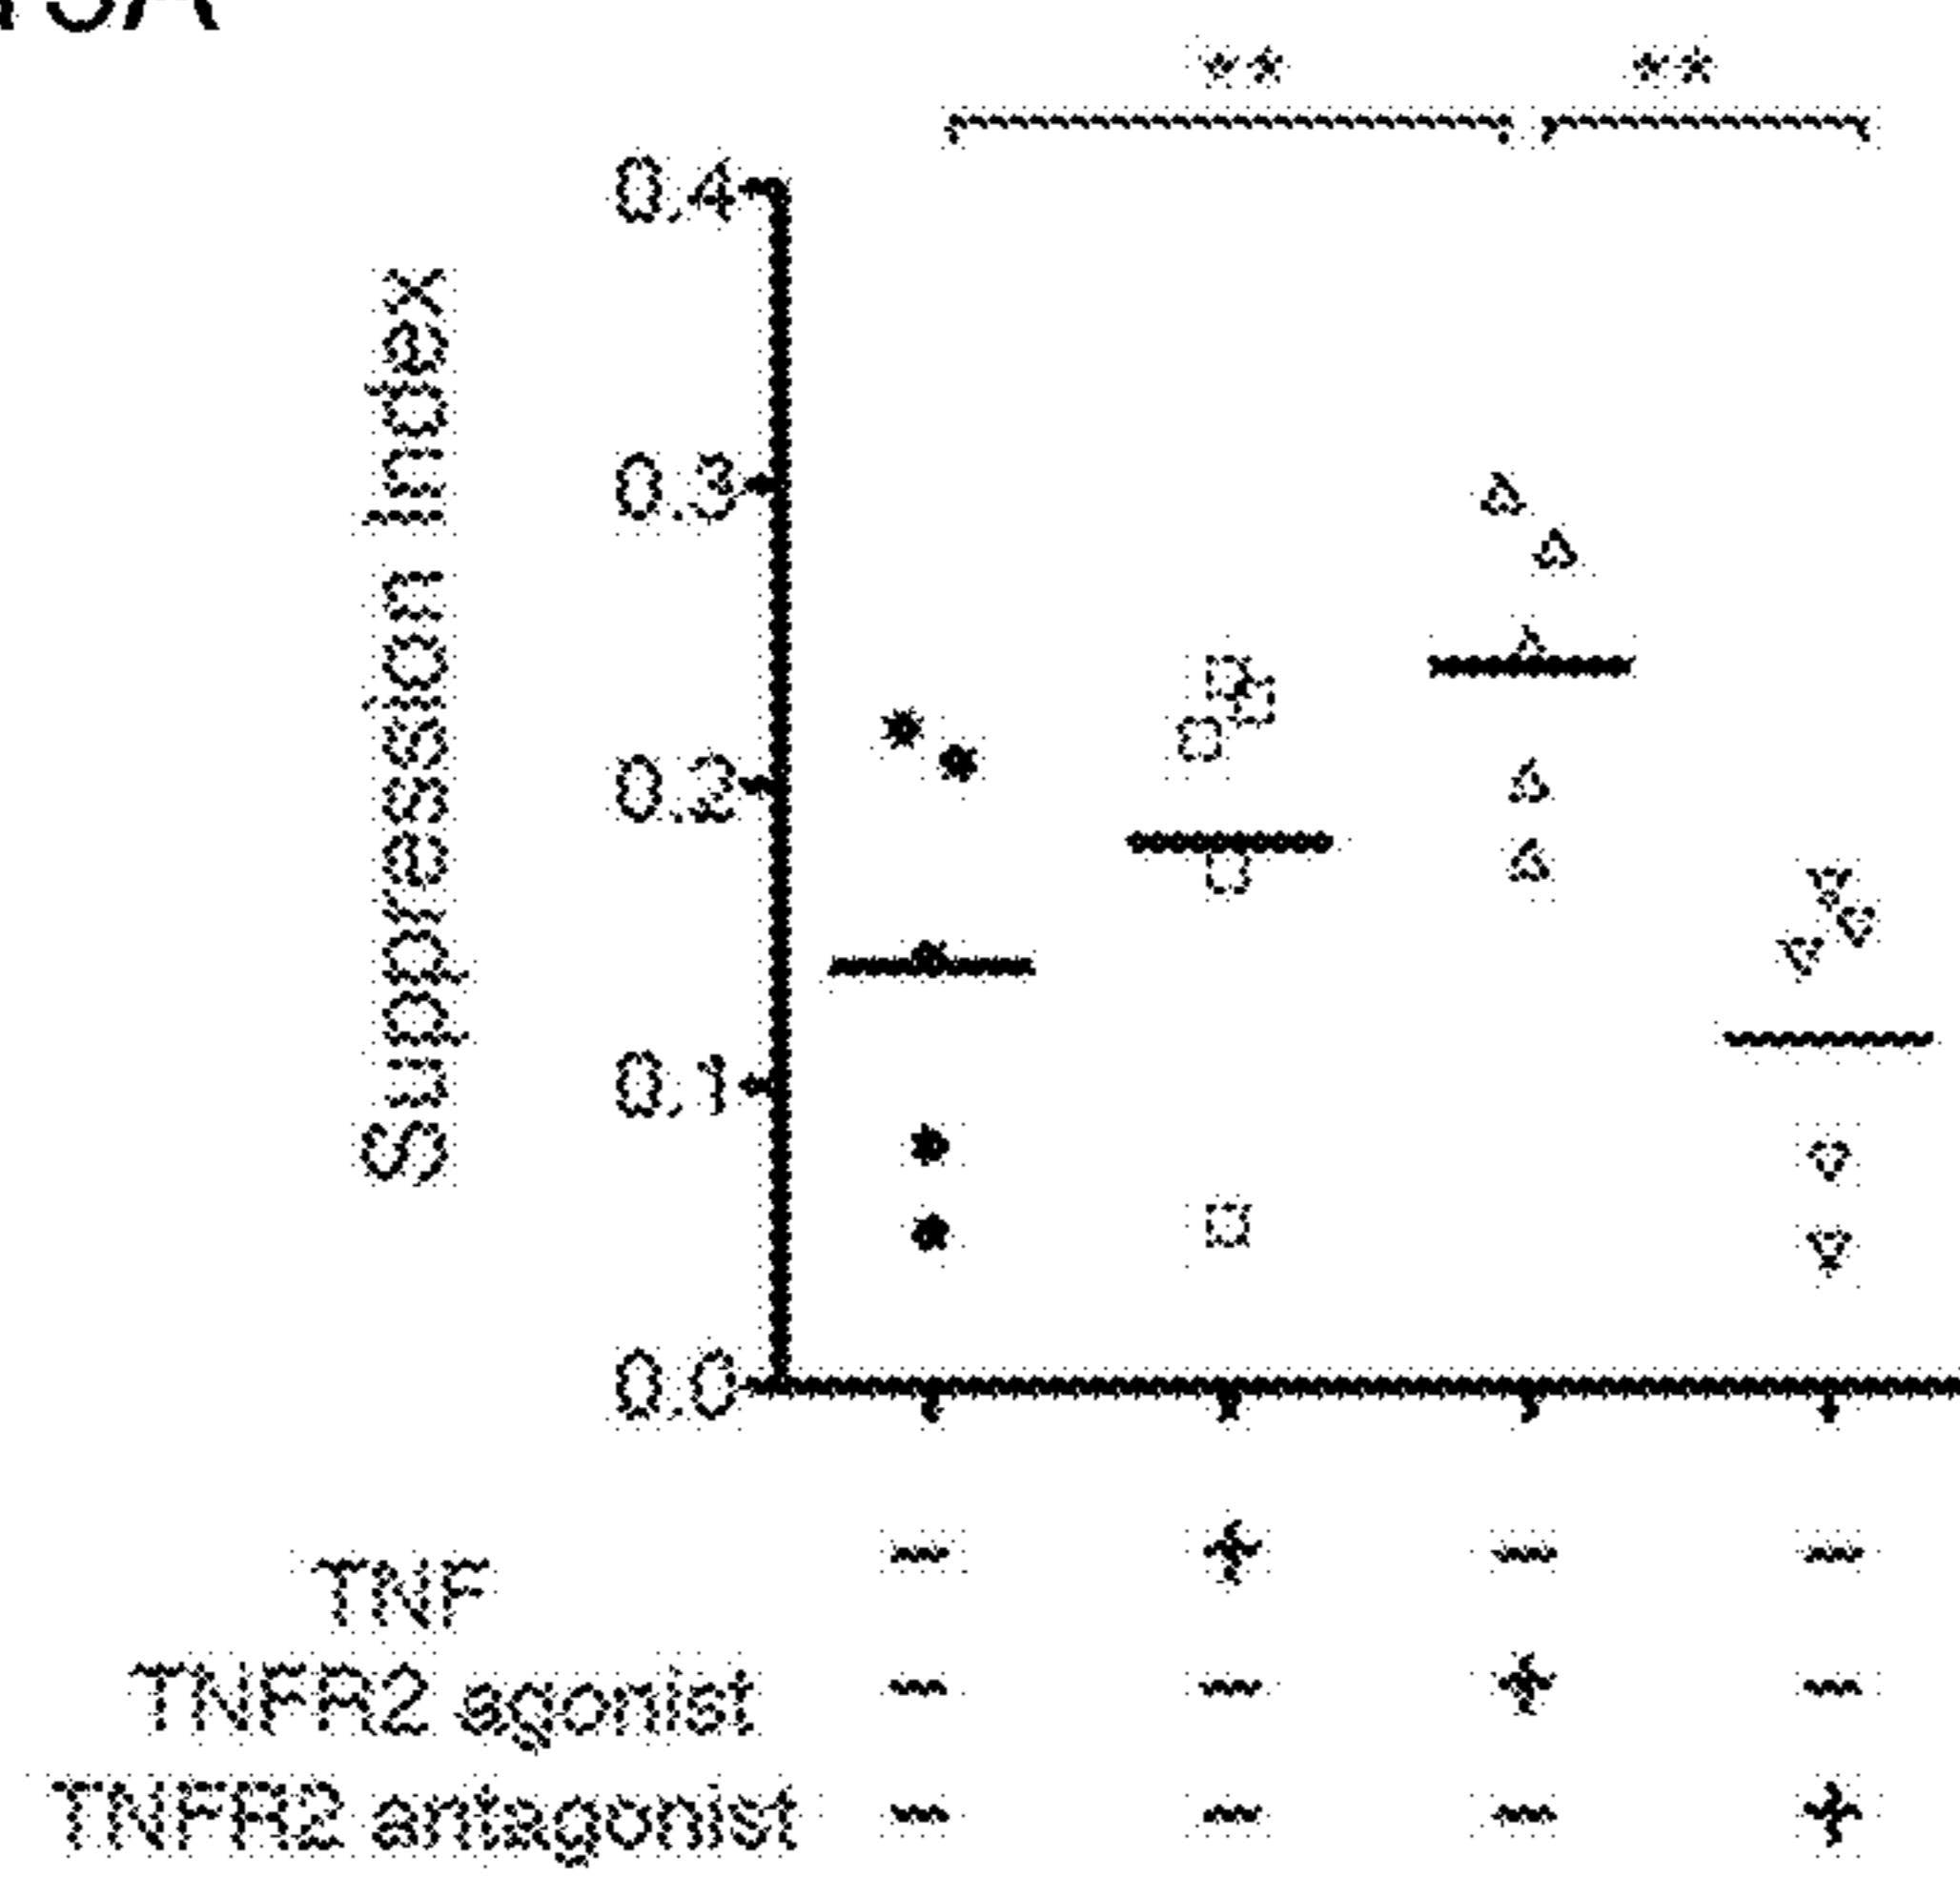 ** **
0.4
0.3
0.2
0.1
0.0
Suppression Index
TNF - + - -
TNFR2 agonist - - + -
TNFR2 antagonist - - - +